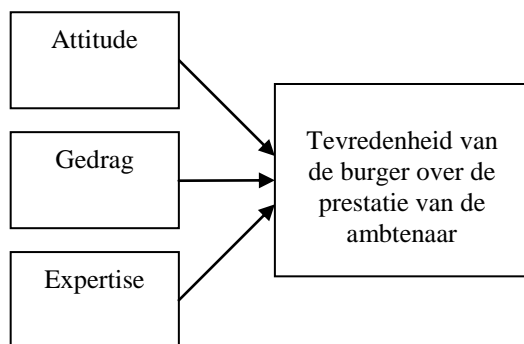 Attitude
Gedrag
Expertise
Tevredenheid van
de burger over de
prestatie van de
ambtenaar